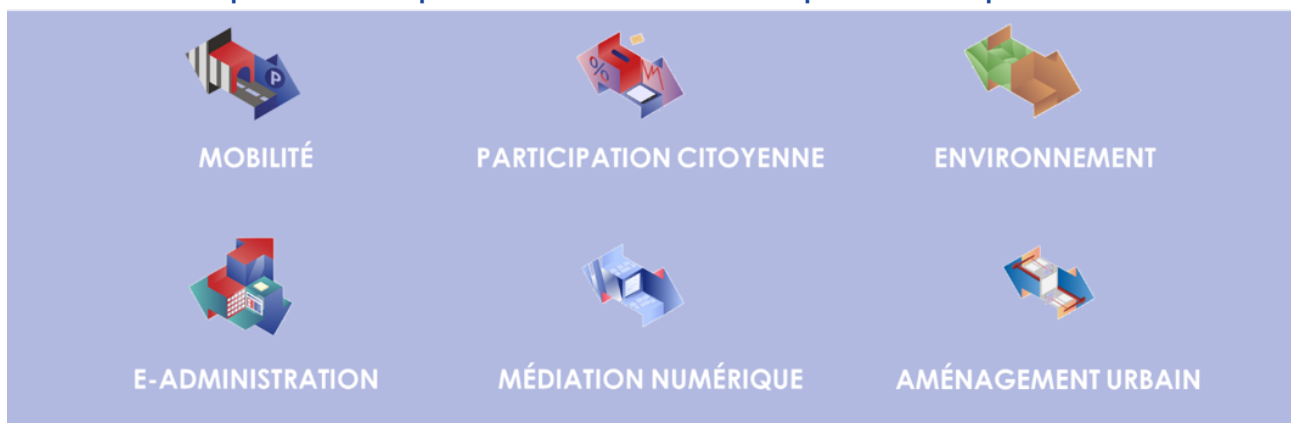 MOBILITÉ
PARTICIPATION CITOYENNE
ENVIRONNEMENT
P
%
E-ADMINISTRATION
MÉDIATION NUMÉRIQUE
AMÉNAGEMENT URBAIN